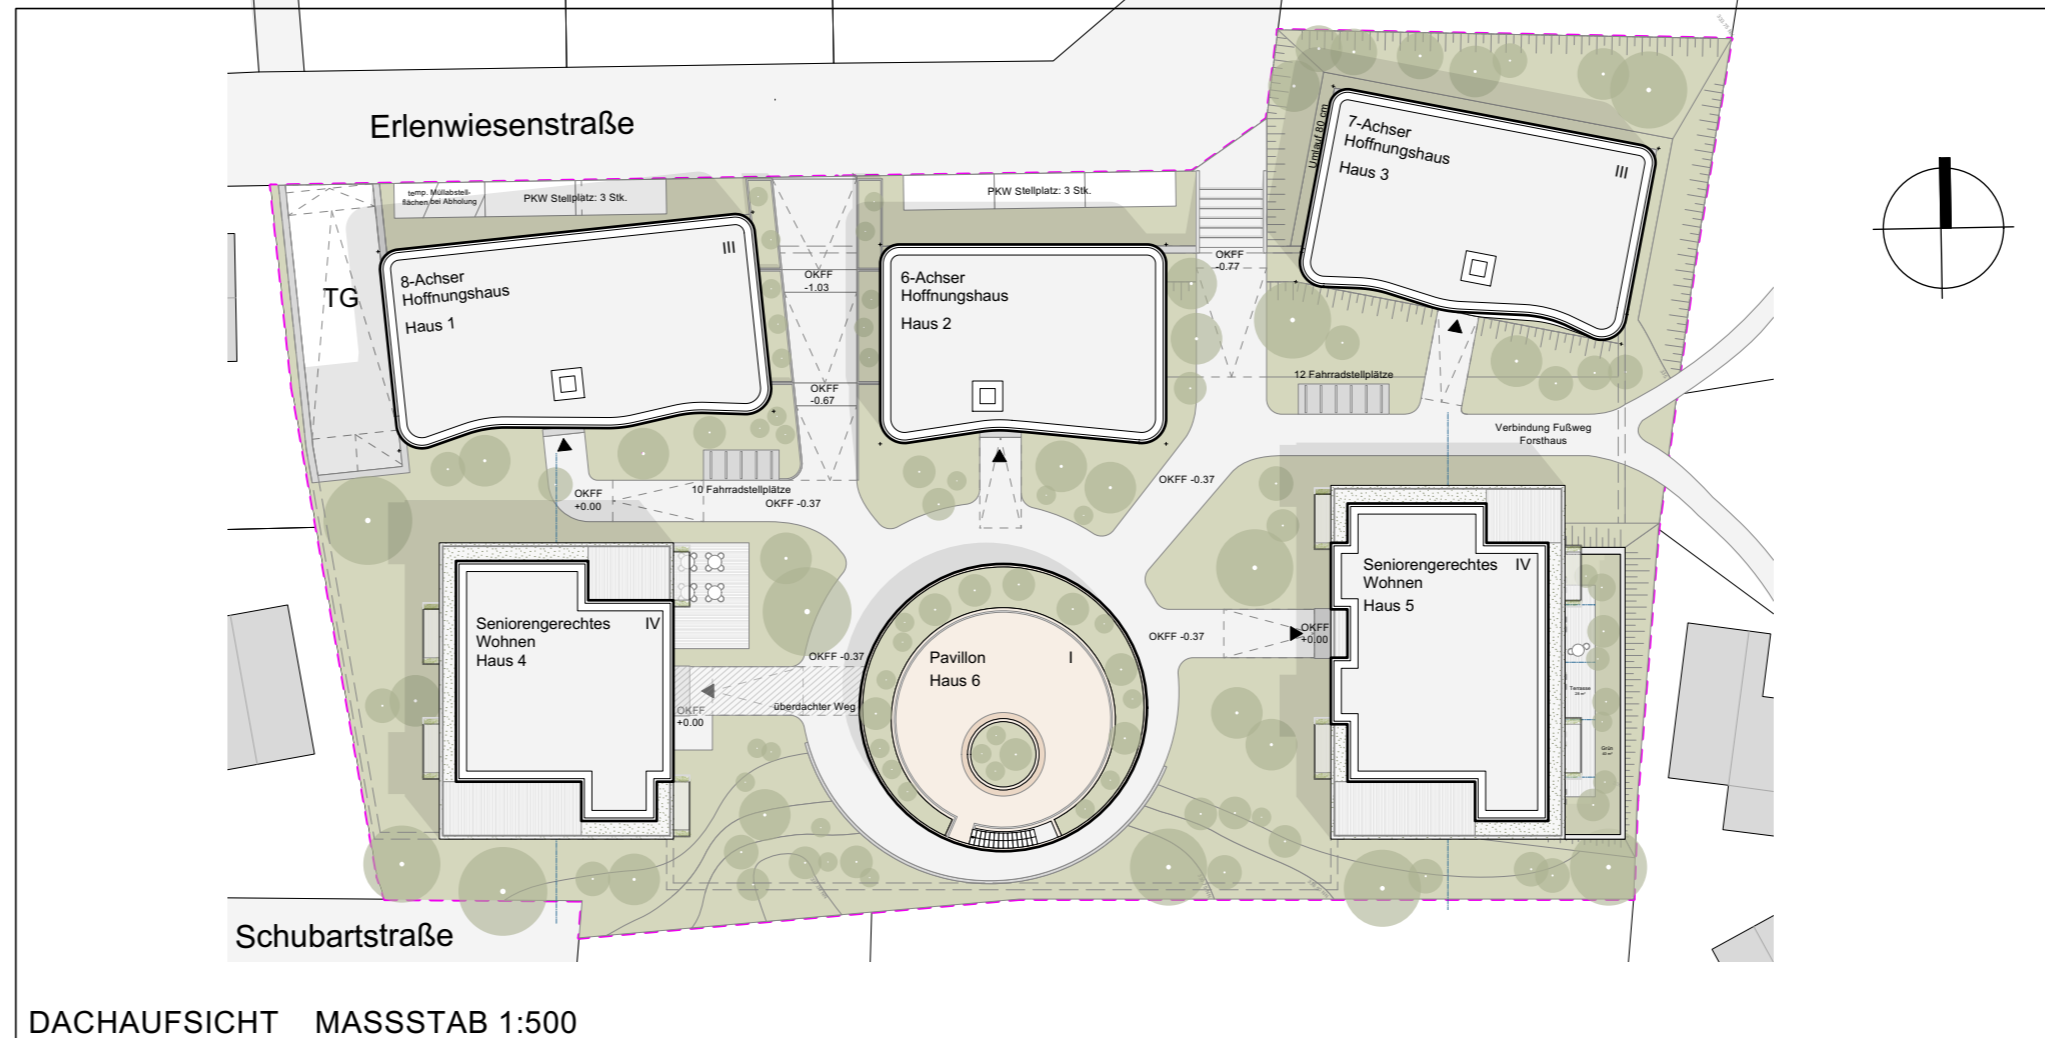 Erlenwiesenstraße
temp. Müllabstell-
flächen bei Abholung
PKW Stellplatz: 3 Stk.
PKW Stellplatz: 3 Stk.
TG
8-Achser
Hoffnungshaus
Haus 1
III
OKFF
-1.03
OKFF
-0.67
6-Achser
Hoffnungshaus
Haus 2
OKFF
-0.77
Umlauf 80 cm
7-Achser
Hoffnungshaus
Haus 3
III
12 Fahrradstellplätze
Verbindung Fußweg
Forsthaus
10 Fahrradstellplätze
OKFF
+0.00
OKFF -0.37
OKFF -0.37
Seniorengerechtes
Wohnen
Haus 4
IV
OKFF -0.37
überdachter Weg
OKFF
+0.00
Pavillon
Haus 6
I
OKFF -0.37
OKFF
+0.00
Seniorengerechtes
Wohnen
Haus 5
IV
Terrasse
Grün
Schubartstraße
DACHAUFSICHT MASSSTAB 1:500